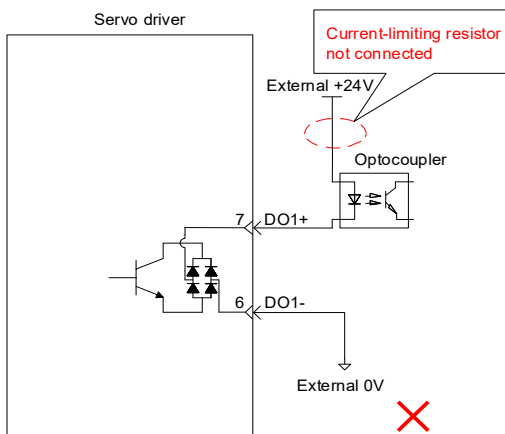 Servo driver
Current-limiting resistor
not connected
External +24V
Optocoupler
7 DO1+
6 DO1-
External 0V